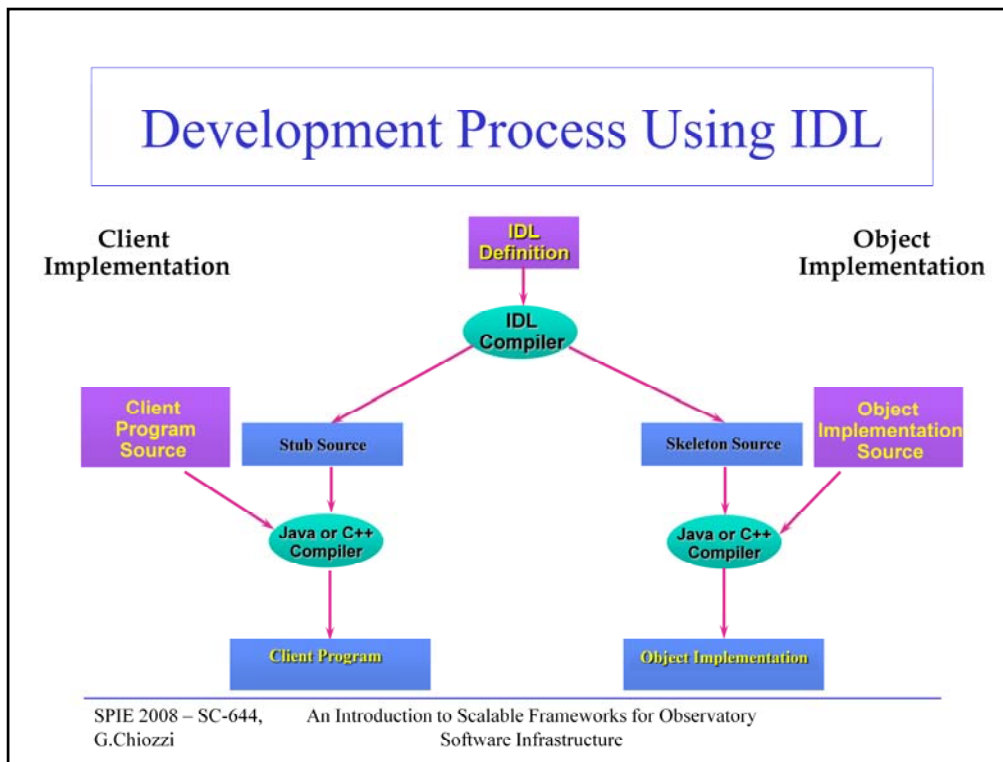 Development Process Using IDL
Client
Implementation
IDL
Definition
Object
Implementation
IDL
Compiler
Client
Program
Source
Stub Source
Skeleton Source
Object
Implementation
Source
Java or C++
Compiler
Java or C++
Compiler
Client Program
Object Implementation
SPIE 2008 – SC-644,
G.Chiozzi
An Introduction to Scalable Frameworks for Observatory
Software Infrastructure